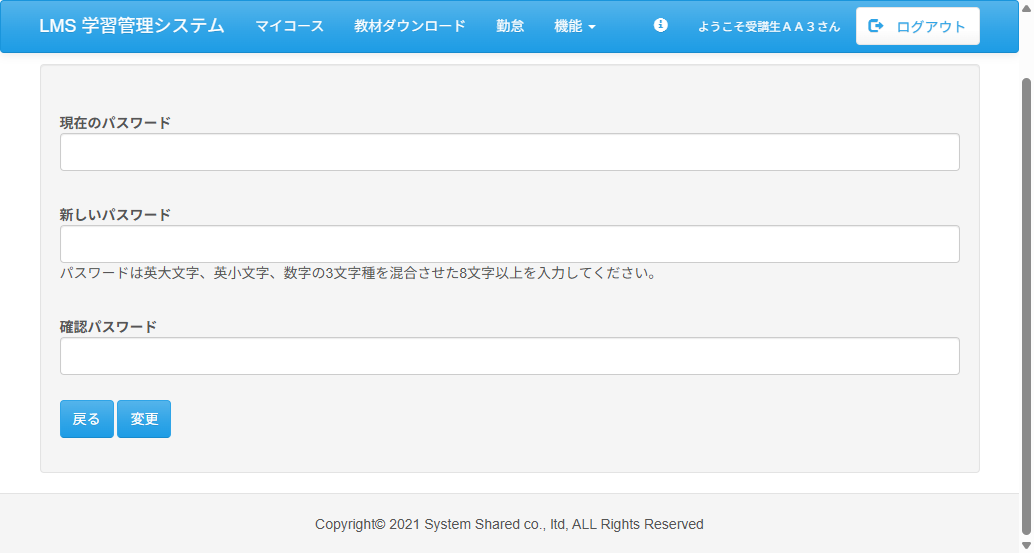 LMS 学習管理システム マイコース 教材ダウンロード 勤怠 機能 ようこそ受講生ＡＡ３さん ログアウト
現在のパスワード
新しいパスワード
パスワードは英大文字、英小文字、数字の3文字種を混合させた8文字以上を入力してください。
確認パスワード
戻る 変更
Copyright© 2021 System Shared co., ltd, ALL Rights Reserved